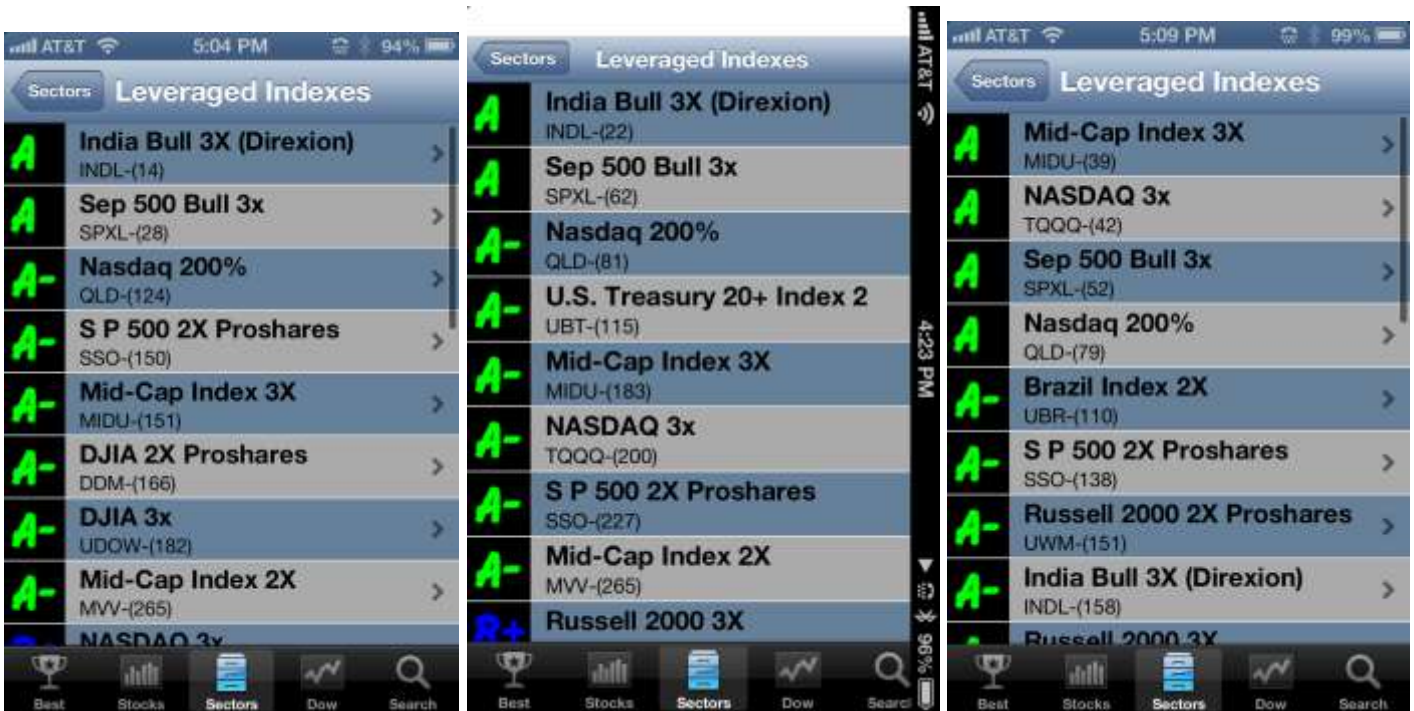 AT&T 5:04 PM 94%
Sectors Leveraged Indexes
A India Bull 3X (Direxion)
INDL-(14)
A Sep 500 Bull 3x
SPXL-(28)
A- Nasdaq 200%
QLD-(124)
A- S P 500 2X Proshares
SSO-(150)
A- Mid-Cap Index 3X
MIDU-(151)
A- DJIA 2X Proshares
DDM-(166)
A- DJIA 3x
UDOW-(182)
A- Mid-Cap Index 2X
MVV-(265)
NASDAQ 3x
Best Stocks Sectors Dow Search
Sectors Leveraged Indexes
A India Bull 3X (Direxion)
INDL-(22)
A Sep 500 Bull 3x
SPXL-(62)
A- Nasdaq 200%
QLD-(81)
A- U.S. Treasury 20+ Index 2
UBT-(115)
A- Mid-Cap Index 3X
MIDU-(183)
A- NASDAQ 3x
TQQQ-(200)
A- S P 500 2X Proshares
SSO-(227)
A- Mid-Cap Index 2X
MVV-(265)
B+ Russell 2000 3X
Best Stocks Sectors Dow Searc
AT&T 4:23 PM 96%
AT&T 5:09 PM 99%
Sectors Leveraged Indexes
A Mid-Cap Index 3X
MIDU-(39)
A NASDAQ 3x
TQQQ-(42)
A Sep 500 Bull 3x
SPXL-(52)
A Nasdaq 200%
QLD-(79)
A- Brazil Index 2X
UBR-(110)
A- S P 500 2X Proshares
SSO-(138)
A- Russell 2000 2X Proshares
UWM-(151)
A- India Bull 3X (Direxion)
INDL-(158)
Russell 2000 3X
Best Stocks Sectors Dow Search